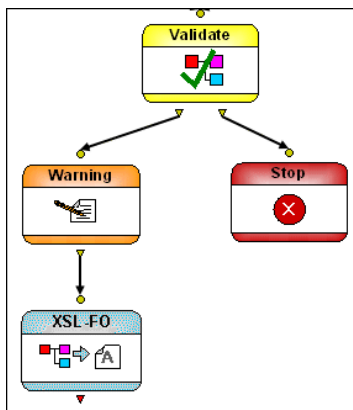 Validate
Warning
Stop
XSL-FO
A